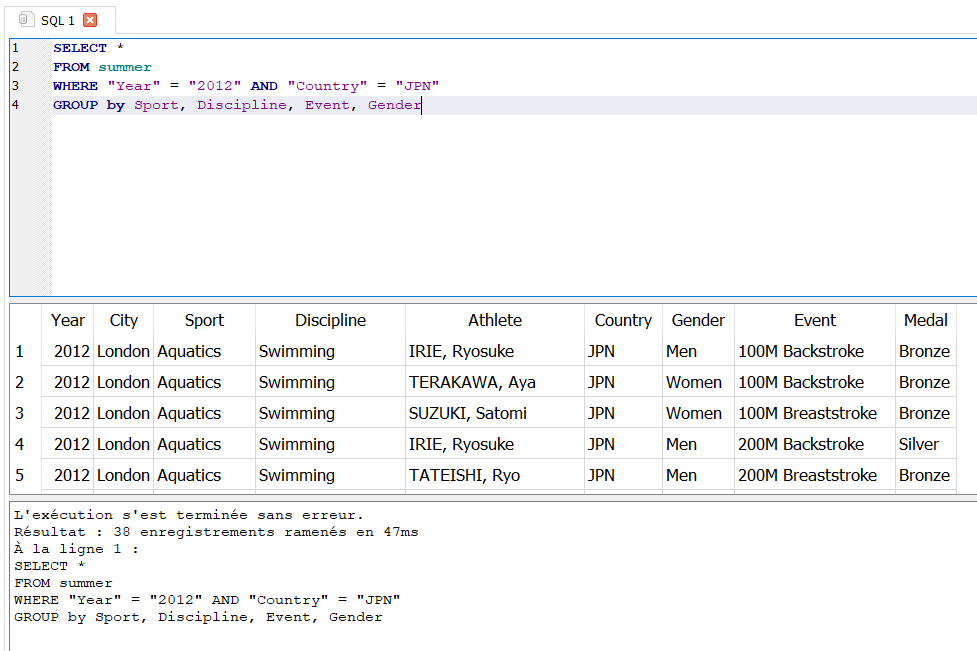 SQL 1
1 SELECT *
2 FROM summer
3 WHERE "Year" = "2012" AND "Country" = "JPN"
4 GROUP by Sport, Discipline, Event, Gender
Year City Sport Discipline Athlete Country Gender Event Medal
1 2012 London Aquatics Swimming IRIE, Ryosuke JPN Men 100M Backstroke Bronze
2 2012 London Aquatics Swimming TERAKAWA, Aya JPN Women 100M Backstroke Bronze
3 2012 London Aquatics Swimming SUZUKI, Satomi JPN Women 100M Breaststroke Bronze
4 2012 London Aquatics Swimming IRIE, Ryosuke JPN Men 200M Backstroke Silver
5 2012 London Aquatics Swimming TATEISHI, Ryo JPN Men 200M Breaststroke Bronze
L'exécution s'est terminée sans erreur.
Résultat : 38 enregistrements ramenés en 47ms
À la ligne 1 :
SELECT *
FROM summer
WHERE "Year" = "2012" AND "Country" = "JPN"
GROUP by Sport, Discipline, Event, Gender